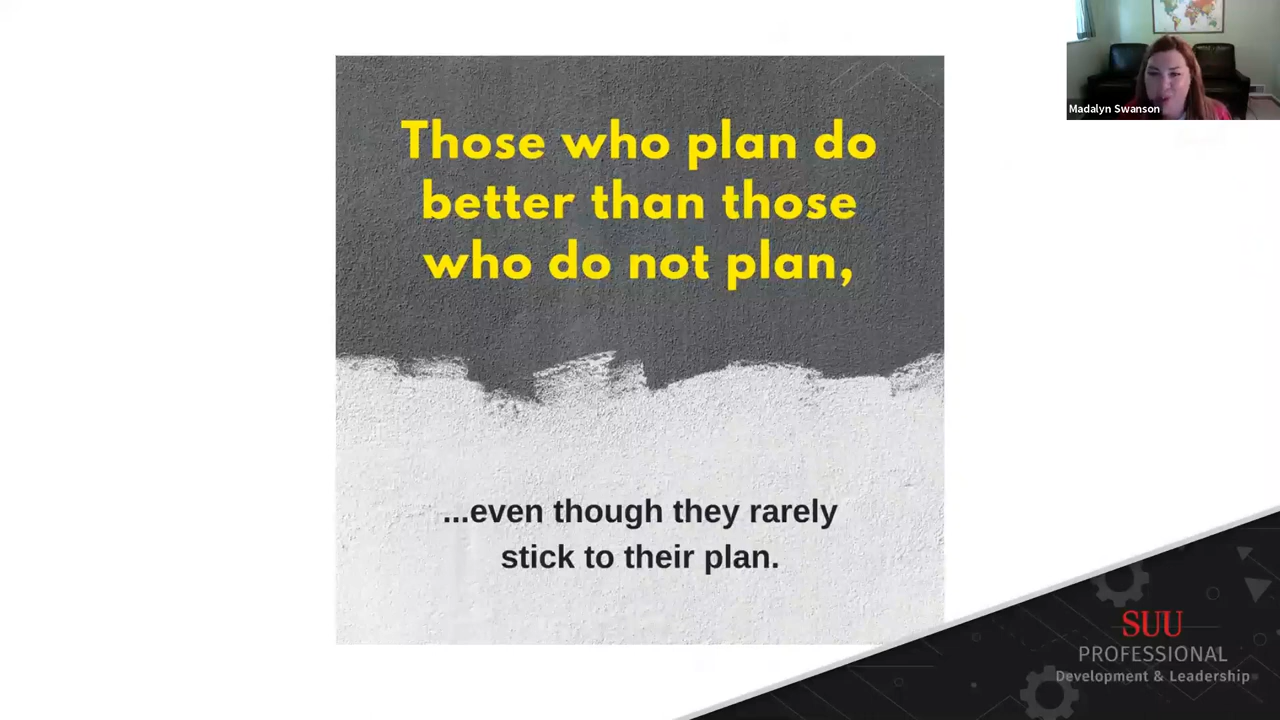 Madalyn Swanson
Those who plan do
better than those
who do not plan,
...even though they rarely
stick to their plan.
SUU
PROFESSIONAL
Development & Leadership